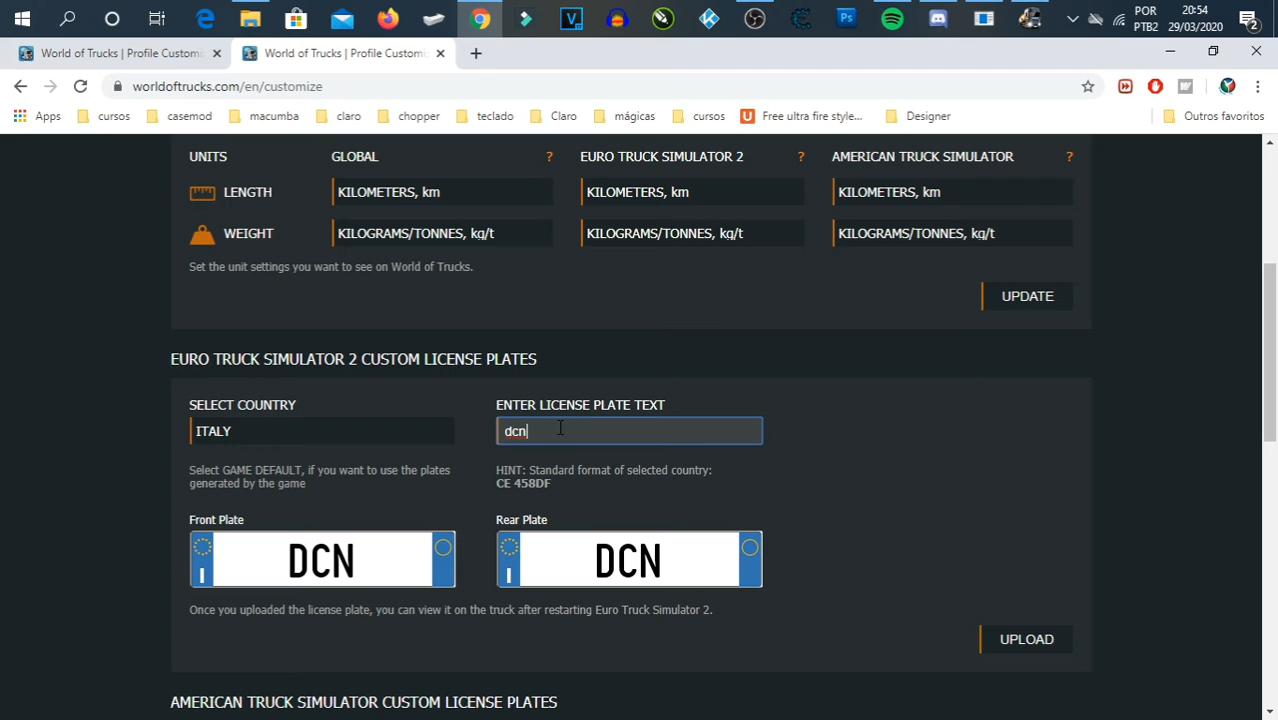 POR 20:54
PTB2 29/03/2020
2
World of Trucks | Profile Custom
World of Trucks | Profile Custom
worldoftrucks.com/en/customize
Apps cursos casemod macumba claro chopper teclado Claro mágicas cursos Free ultra fire style... Designer Outros favoritos
UNITS GLOBAL ? EURO TRUCK SIMULATOR 2 ? AMERICAN TRUCK SIMULATOR ?
LENGTH KILOMETERS, km KILOMETERS, km KILOMETERS, km
WEIGHT KILOGRAMS/TONNES, kg/t KILOGRAMS/TONNES, kg/t KILOGRAMS/TONNES, kg/t
Set the unit settings you want to see on World of Trucks.
UPDATE
EURO TRUCK SIMULATOR 2 CUSTOM LICENSE PLATES
SELECT COUNTRY ENTER LICENSE PLATE TEXT
ITALY dcn
Select GAME DEFAULT, if you want to use the plates HINT: Standard format of selected country:
generated by the game CE 458DF
Front Plate Rear Plate
I DCN I DCN
Once you uploaded the license plate, you can view it on the truck after restarting Euro Truck Simulator 2.
UPLOAD
AMERICAN TRUCK SIMULATOR CUSTOM LICENSE PLATES